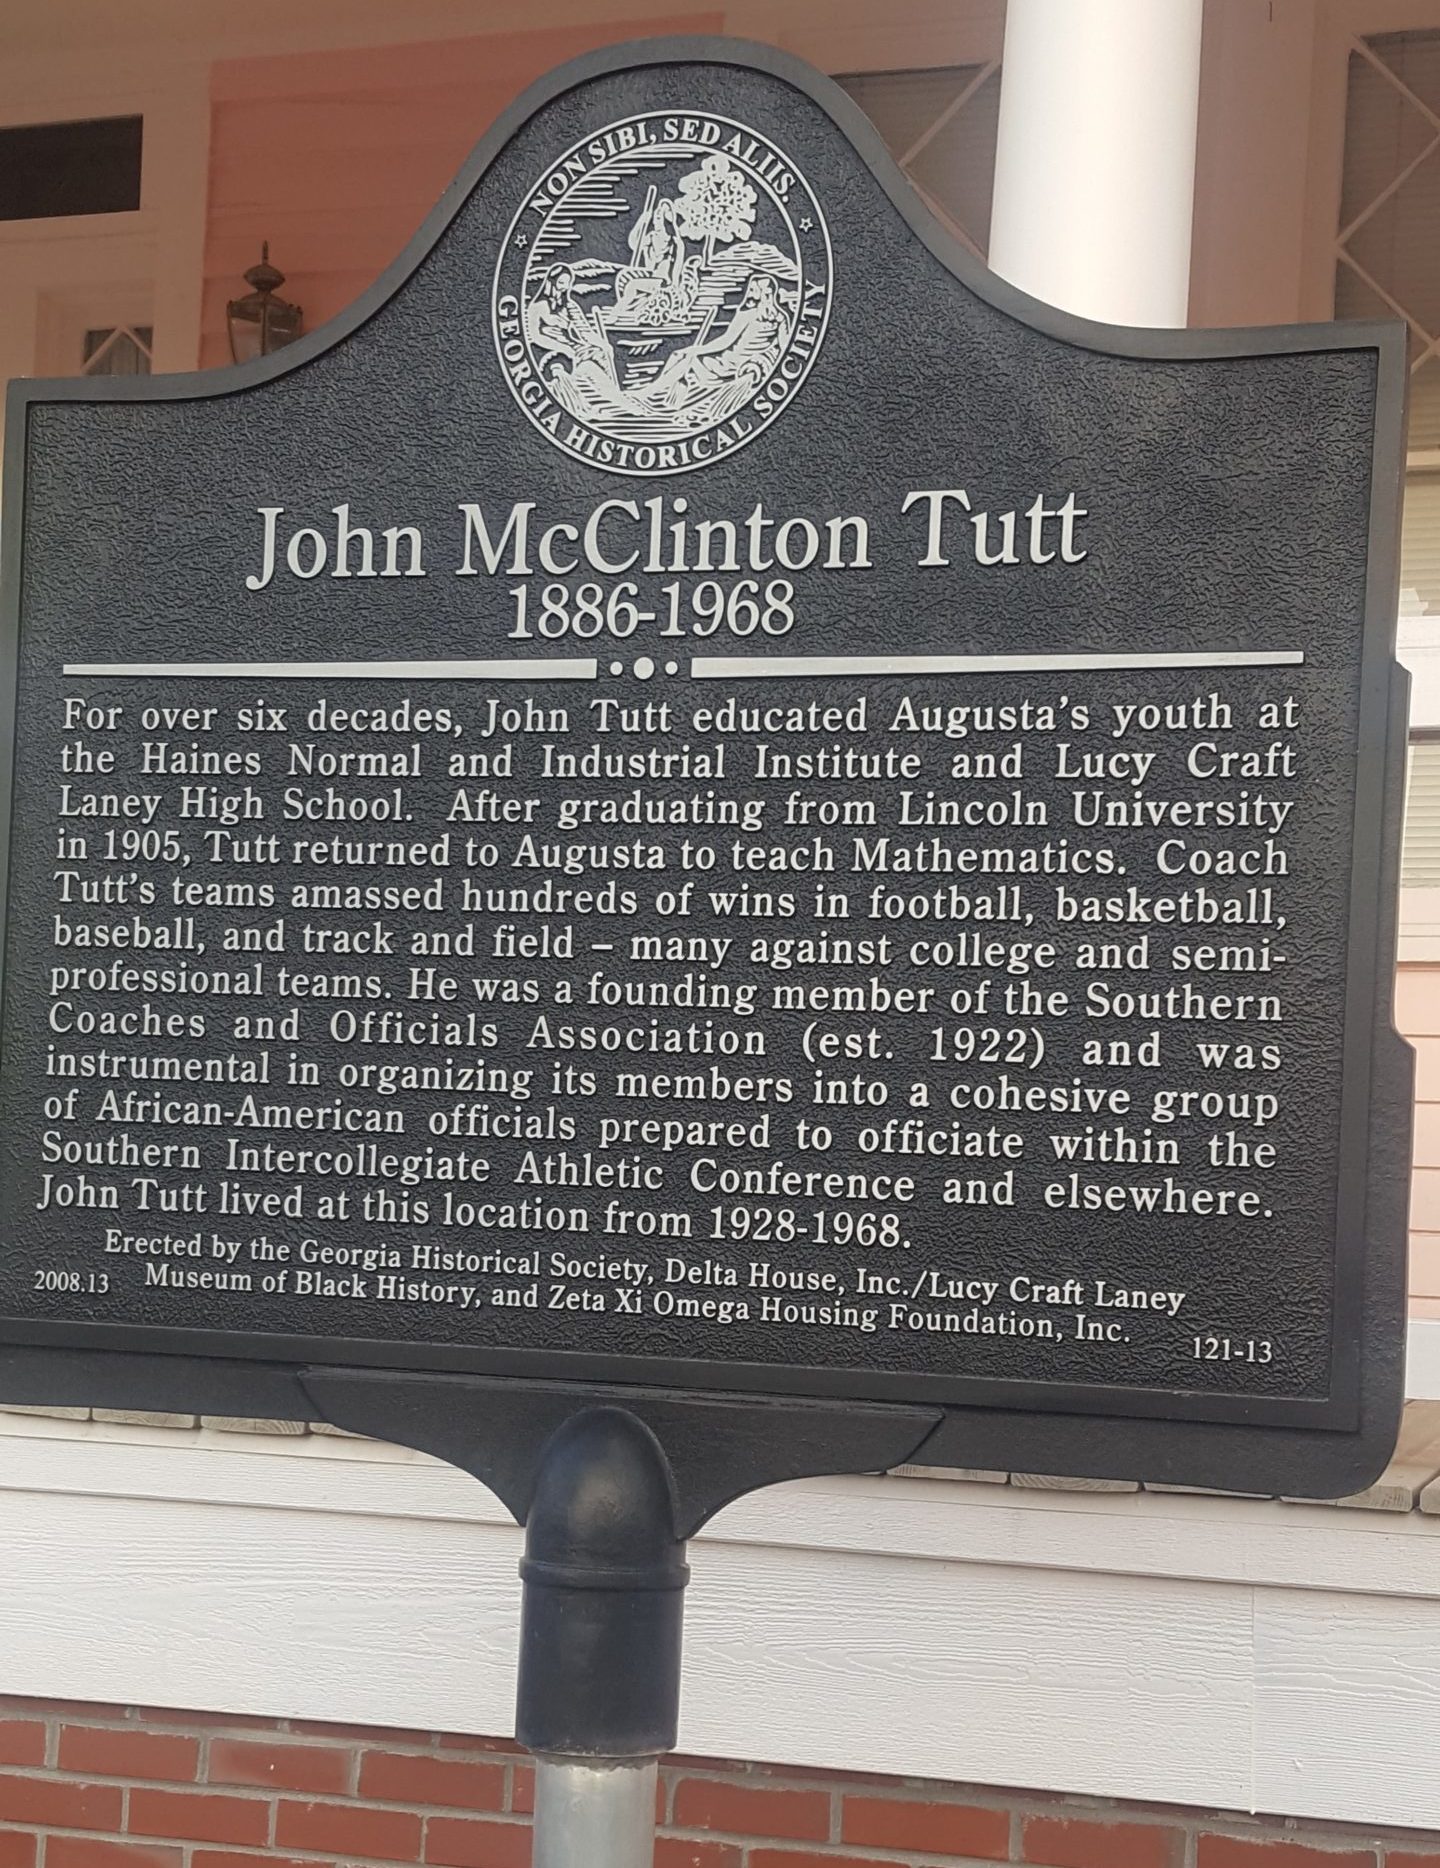 NON SIBI, SED ALIIS.
GEORGIA HISTORICAL SOCIETY
John McClinton Tutt
1886-1968
For over six decades, John Tutt educated Augusta's youth at
the Haines Normal and Industrial Institute and Lucy Craft
Laney High School. After graduating from Lincoln University
in 1905, Tutt returned to Augusta to teach Mathematics. Coach
Tutt's teams amassed hundreds of wins in football, basketball,
baseball, and track and field – many against college and semi-
professional teams. He was a founding member of the Southern
Coaches and Officials Association (est. 1922) and was
instrumental in organizing its members into a cohesive group
of African-American officials prepared to officiate within the
Southern Intercollegiate Athletic Conference and elsewhere.
John Tutt lived at this location from 1928-1968.
Erected by the Georgia Historical Society, Delta House, Inc./Lucy Craft Laney
2008.13 Museum of Black History, and Zeta Xi Omega Housing Foundation, Inc.
121-13